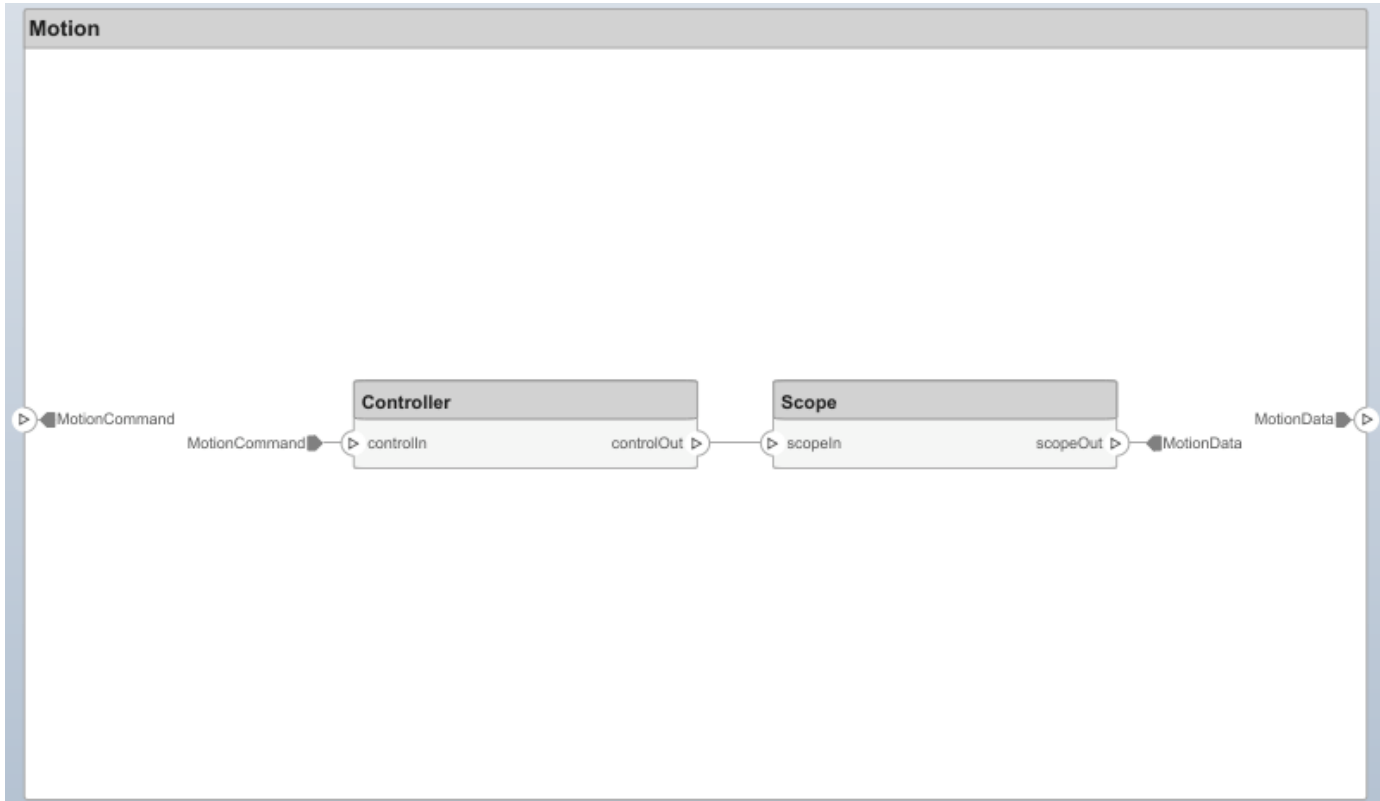 Motion
Controller
Scope
MotionCommand
MotionData
MotionCommand
controlIn
controlOut
scopeIn
scopeOut
MotionData